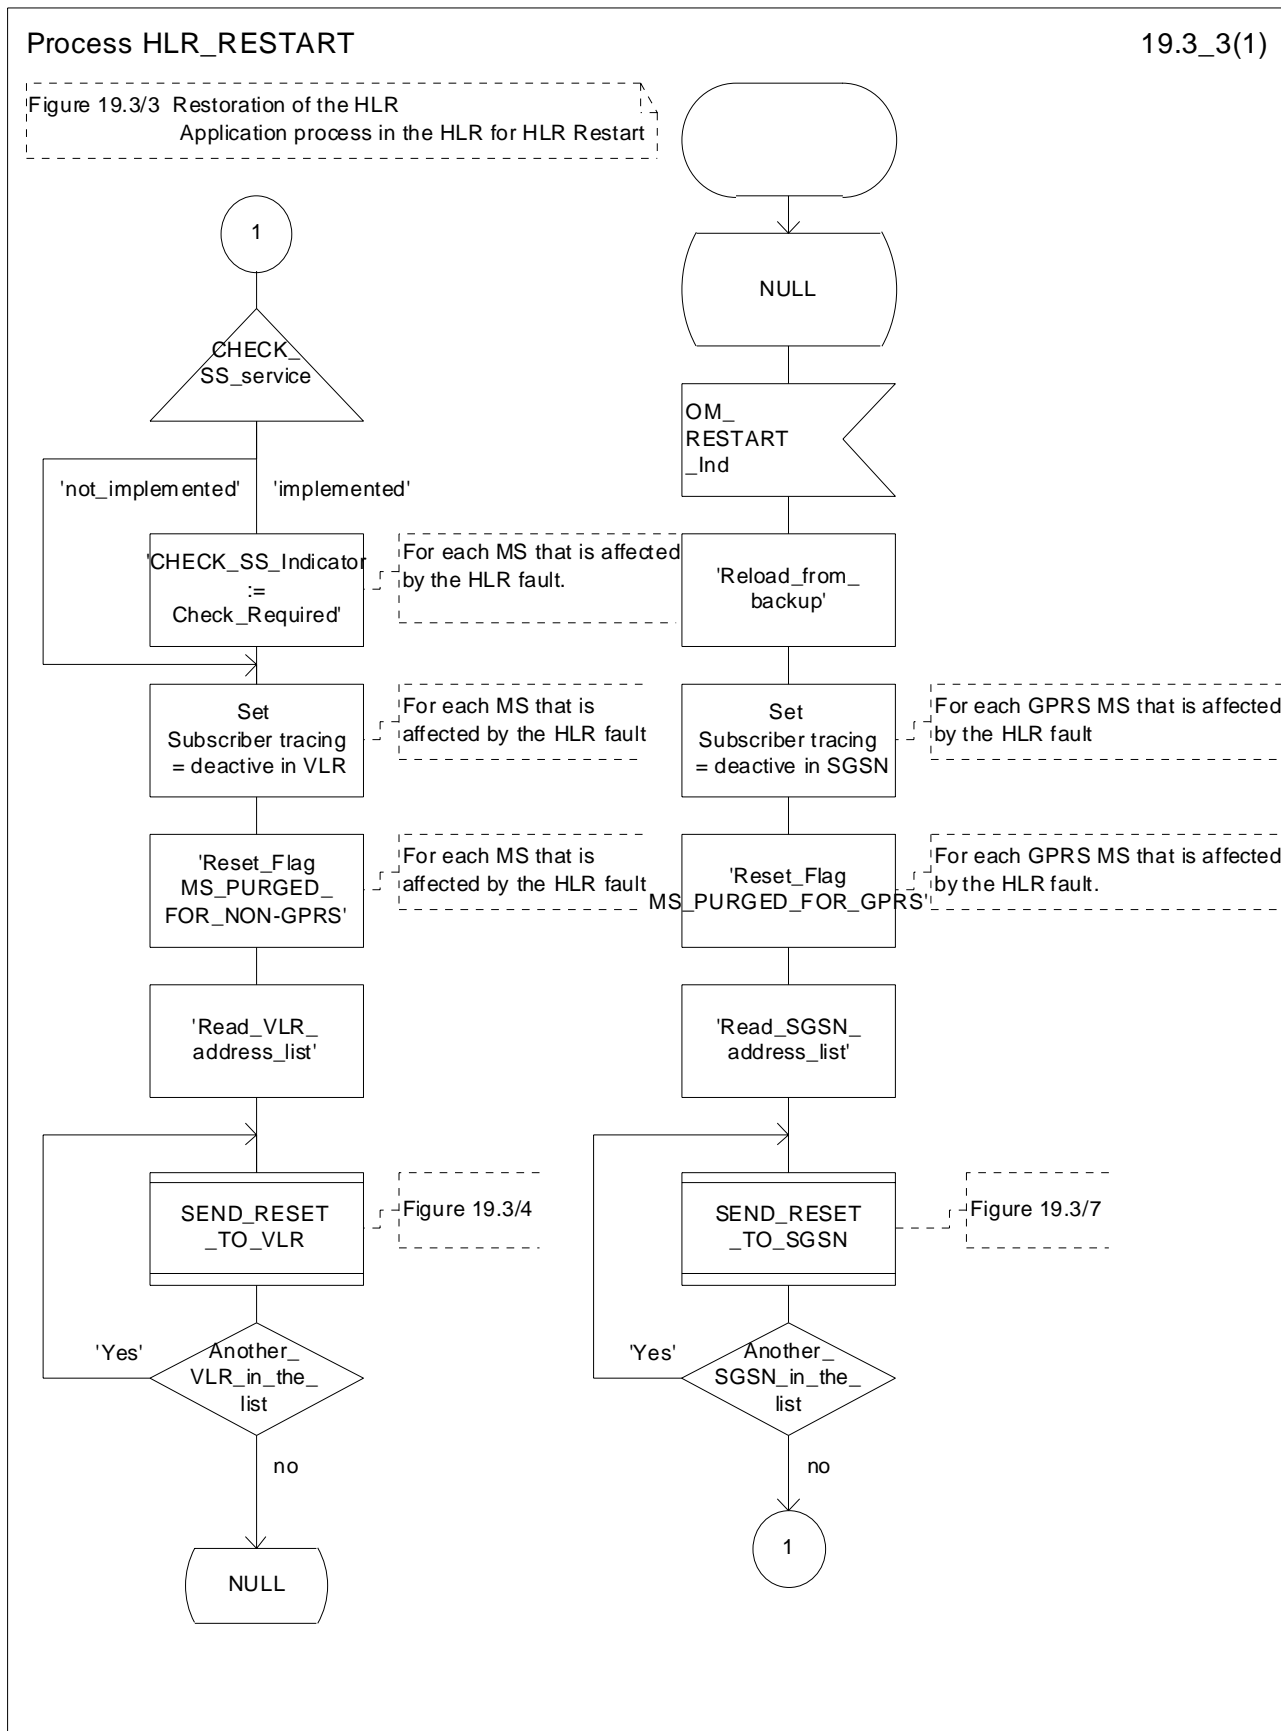 Process HLR_RESTART
19.3_3(1)
Figure 19.3/3 Restoration of the HLR
Application process in the HLR for HLR Restart
1
CHECK_
SS_service
'not_implemented'
'implemented'
'CHECK_SS_Indicator
:=
Check_Required'
For each MS that is affected
by the HLR fault.
Set
Subscriber tracing
= deactive in VLR
For each MS that is
affected by the HLR fault
'Reset_Flag
MS_PURGED_
FOR_NON-GPRS'
For each MS that is
affected by the HLR fault
'Read_VLR_
address_list'
SEND_RESET
_TO_VLR
Figure 19.3/4
'Yes'
Another_
VLR_in_the_
list
no
NULL
NULL
OM_
RESTART
_Ind
'Reload_from_
backup'
Set
Subscriber tracing
= deactive in SGSN
For each GPRS MS that is affected
by the HLR fault
'Reset_Flag
MS_PURGED_FOR_GPRS'
For each GPRS MS that is affected
by the HLR fault.
'Read_SGSN_
address_list'
SEND_RESET
_TO_SGSN
Figure 19.3/7
'Yes'
Another_
SGSN_in_the_
list
no
1